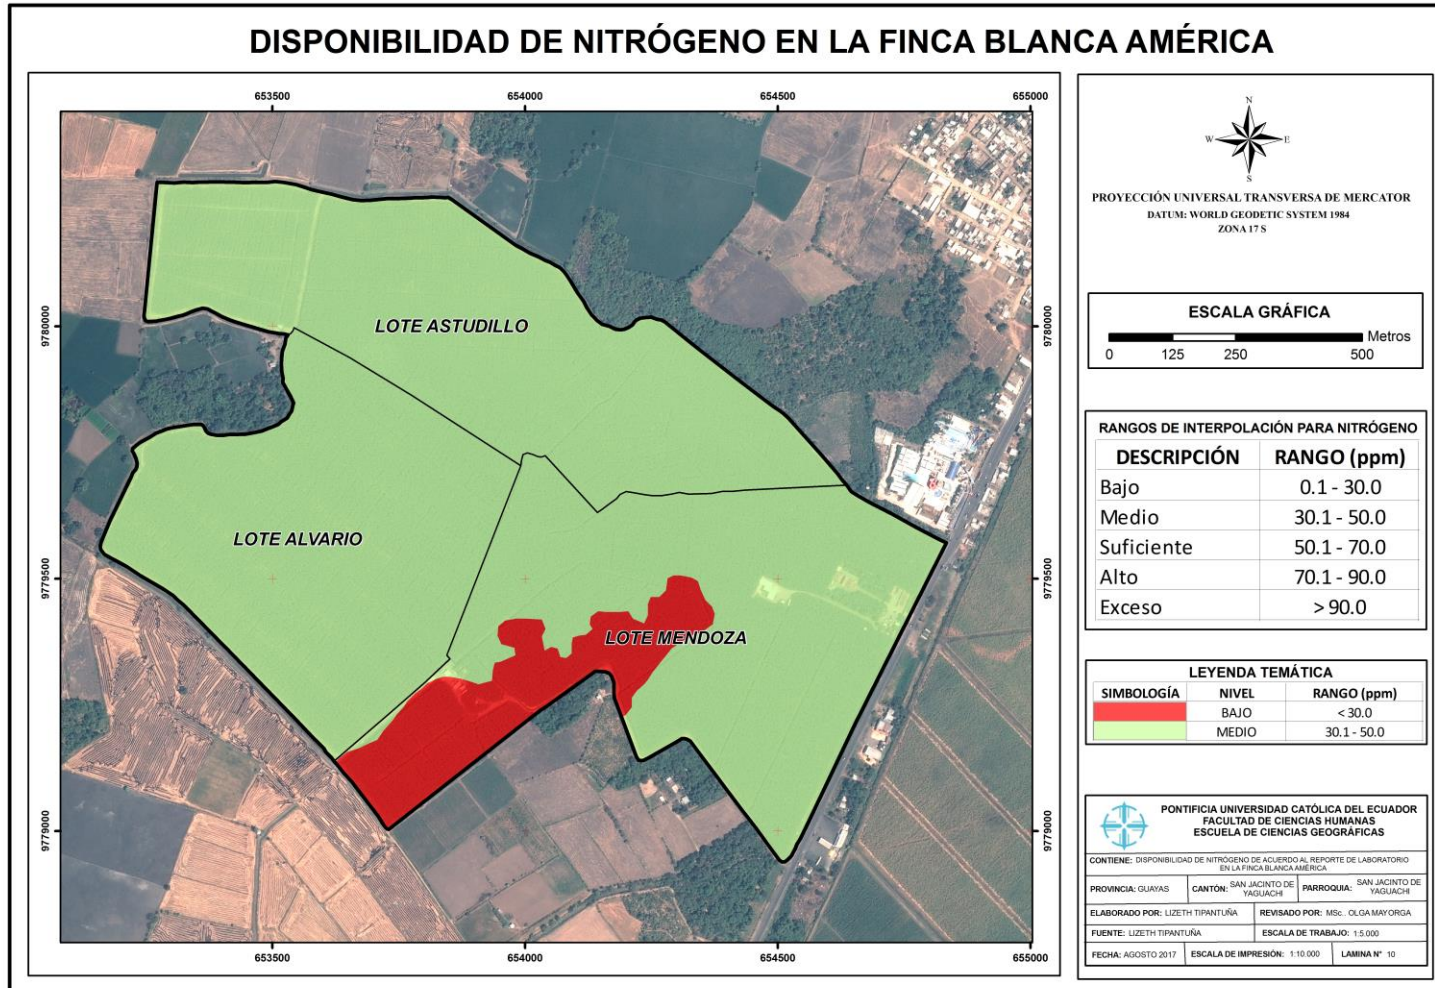 DISPONIBILIDAD DE NITRÓGENO EN LA FINCA BLANCA AMÉRICA
653500
654000
654500
655000
9780000
9779500
9779000
9780000
9779500
9779000
LOTE ASTUDILLO
LOTE ALVARIO
LOTE MENDOZA
653500
654000
654500
655000
N
W
E
S
PROYECCIÓN UNIVERSAL TRANSVERSA DE MERCATOR
DATUM: WORLD GEODETIC SYSTEM 1984
ZONA 17 S
ESCALA GRÁFICA
Metros
0 125 250 500
RANGOS DE INTERPOLACIÓN PARA NITRÓGENO
DESCRIPCIÓN RANGO (ppm)
Bajo 0.1 - 30.0
Medio 30.1 - 50.0
Suficiente 50.1 - 70.0
Alto 70.1 - 90.0
Exceso > 90.0
LEYENDA TEMÁTICA
SIMBOLOGÍA NIVEL RANGO (ppm)
BAJO < 30.0
MEDIO 30.1 - 50.0
PONTIFICIA UNIVERSIDAD CATÓLICA DEL ECUADOR
FACULTAD DE CIENCIAS HUMANAS
ESCUELA DE CIENCIAS GEOGRÁFICAS
CONTIENE: DISPONIBILIDAD DE NITRÓGENO DE ACUERDO AL REPORTE DE LABORATORIO
EN LA FINCA BLANCA AMÉRICA
PROVINCIA: GUAYAS
CANTÓN: SAN JACINTO DE
YAGUACHI
PARROQUIA: SAN JACINTO DE
YAGUACHI
ELABORADO POR: LIZETH TIPANTUÑA
REVISADO POR: MSc.. OLGA MAYORGA
FUENTE: LIZETH TIPANTUÑA
ESCALA DE TRABAJO: 1:5.000
FECHA: AGOSTO 2017
ESCALA DE IMPRESIÓN: 1:10.000
LAMINA N° 10